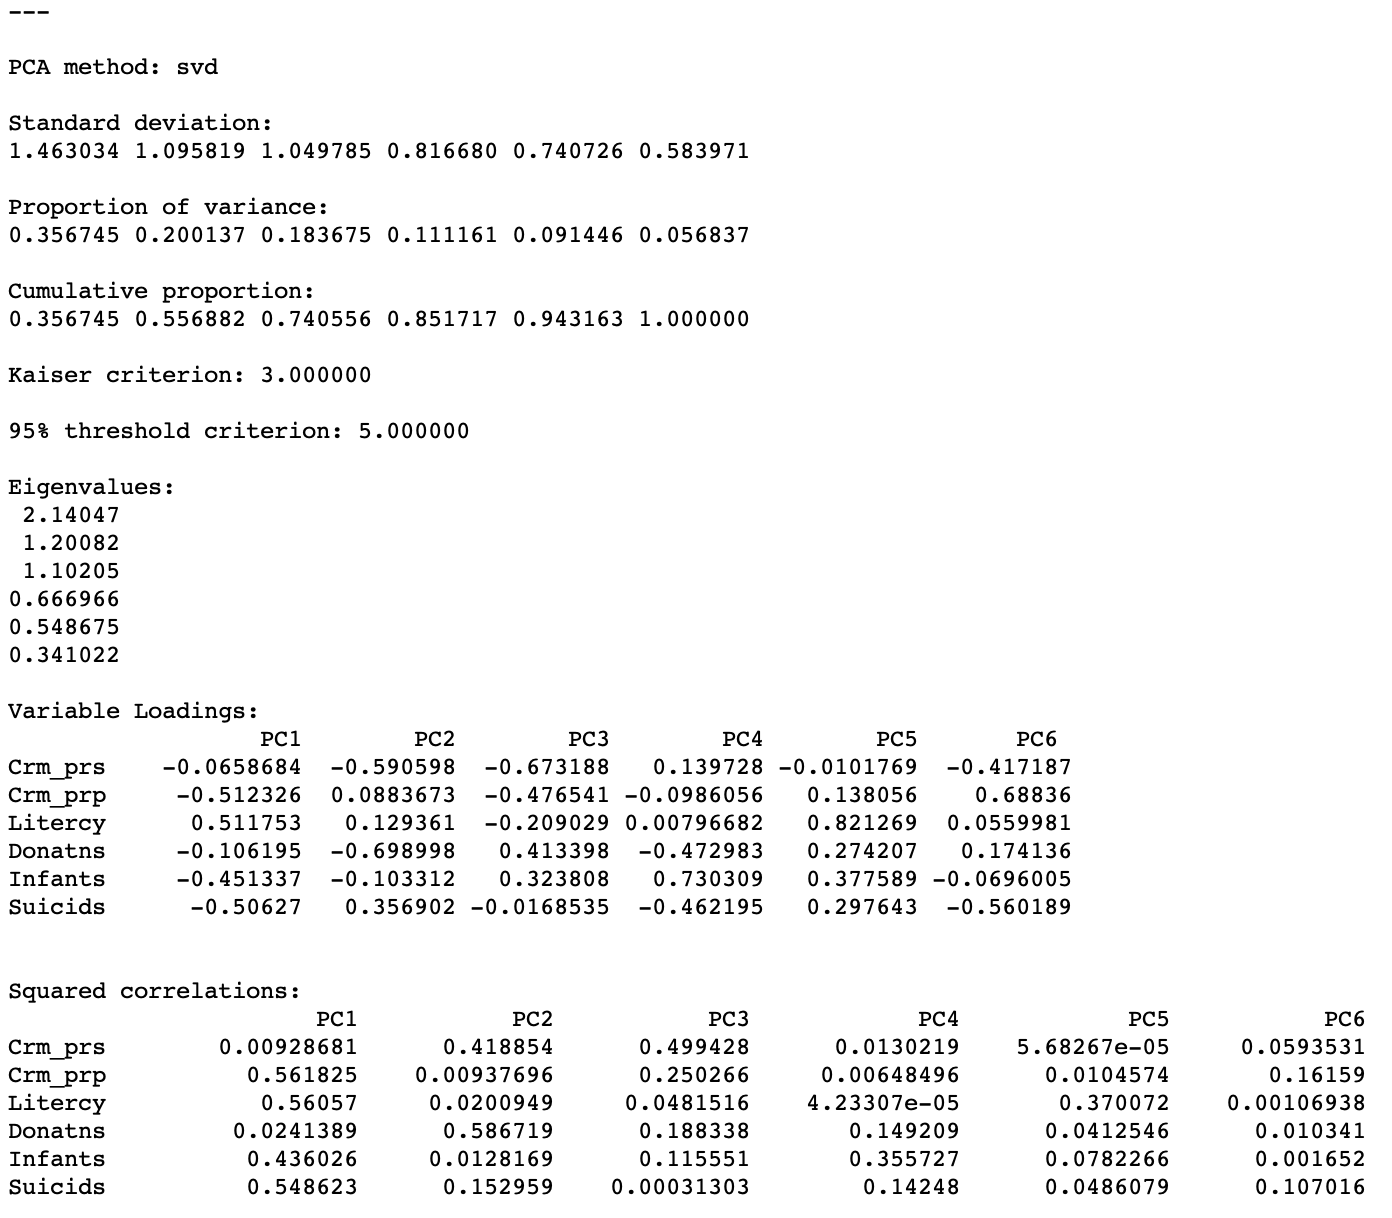 ---
PCA method: svd
Standard deviation:
1.463034 1.095819 1.049785 0.816680 0.740726 0.583971
Proportion of variance:
0.356745 0.200137 0.183675 0.111161 0.091446 0.056837
Cumulative proportion:
0.356745 0.556882 0.740556 0.851717 0.943163 1.000000
Kaiser criterion: 3.000000
95% threshold criterion: 5.000000
Eigenvalues:
2.14047
1.20082
1.10205
0.666966
0.548675
0.341022
Variable Loadings:
PC1 PC2 PC3 PC4 PC5 PC6
Crm_prs -0.0658684 -0.590598 -0.673188 0.139728 -0.0101769 -0.417187
Crm_prp -0.512326 0.0883673 -0.476541 -0.0986056 0.138056 0.68836
Litercy 0.511753 0.129361 -0.209029 0.00796682 0.821269 0.0559981
Donatns -0.106195 -0.698998 0.413398 -0.472983 0.274207 0.174136
Infants -0.451337 -0.103312 0.323808 0.730309 0.377589 -0.0696005
Suicids -0.50627 0.356902 -0.0168535 -0.462195 0.297643 -0.560189
Squared correlations:
PC1 PC2 PC3 PC4 PC5 PC6
Crm_prs 0.00928681 0.418854 0.499428 0.0130219 5.68267e-05 0.0593531
Crm_prp 0.561825 0.00937696 0.250266 0.00648496 0.0104574 0.16159
Litercy 0.56057 0.0200949 0.0481516 4.23307e-05 0.370072 0.00106938
Donatns 0.0241389 0.586719 0.188338 0.149209 0.0412546 0.010341
Infants 0.436026 0.0128169 0.115551 0.355727 0.0782266 0.001652
Suicids 0.548623 0.152959 0.00031303 0.14248 0.0486079 0.107016